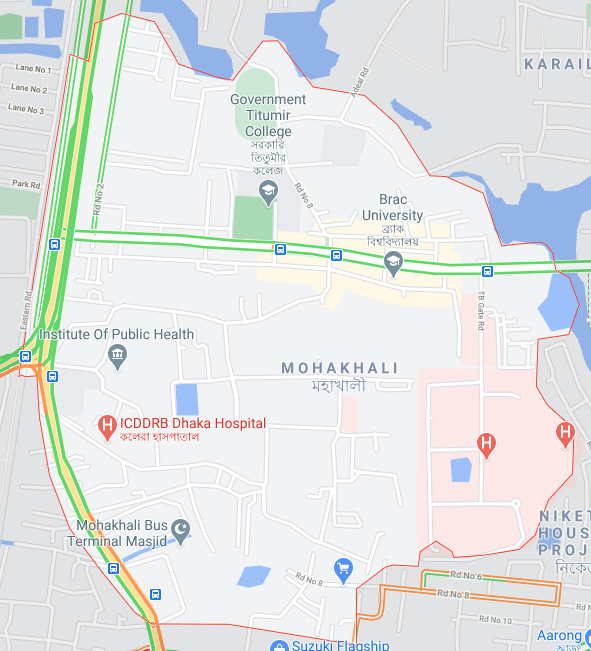 Lane No 1
Lane No 2
Lane No 3
KARAIL
Adeal Rd
Government
Titumir
College
সরকারি
তিতুমীর
কলেজ
Park Rd
Rd No 2
Rd No 8
Brac
University
ব্র্যাক
বিশ্ববিদ্যালয়
Eastern Rd
TB Gate Rd
Institute Of Public Health
MOHAKHALI
মহাখালী
H
ICDDRB Dhaka Hospital
কলেরা হাসপাতাল
H
H
Mohakhali Bus
Terminal Masjid
NIKET
HOUS
PROJ
নিকেত
Rd No 8
Rd No 6
Rd No 8
Rd No 10
Aarong
আড়ং
Suzuki Flagship